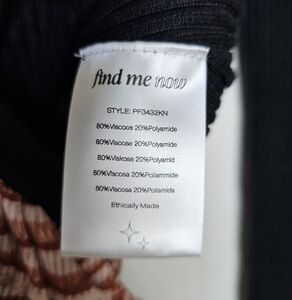 find me now
STYLE: PF3432KN
80%Viscose 20%Polyamide
80%Viscose 20%Polyamide
80%Viskose 20%Polyamid
80%Viscosa 20%Poliammide
80%Viscosa 20%Poliamida
Ethically Made